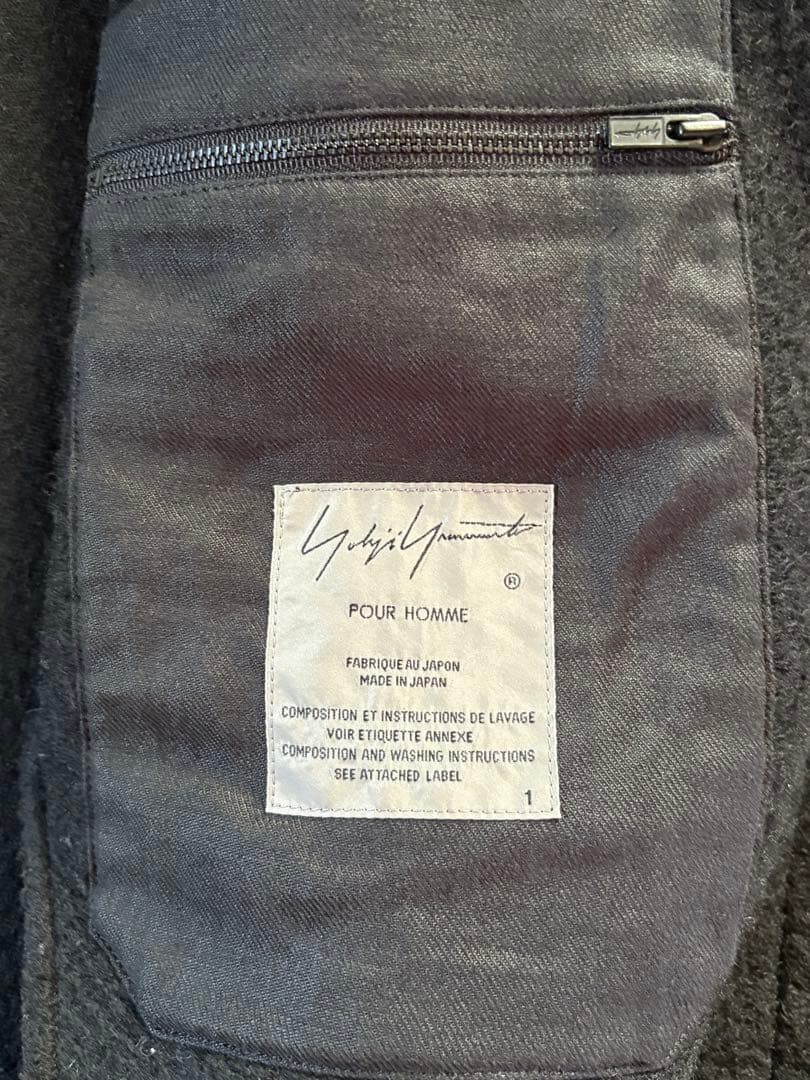 Yohji Yamamoto
®
POUR HOMME
FABRIQUE AU JAPON
MADE IN JAPAN
COMPOSITION ET INSTRUCTIONS DE LAVAGE
VOIR ETIQUETTE ANNEXE
COMPOSITION AND WASHING INSTRUCTIONS
SEE ATTACHED LABEL
1